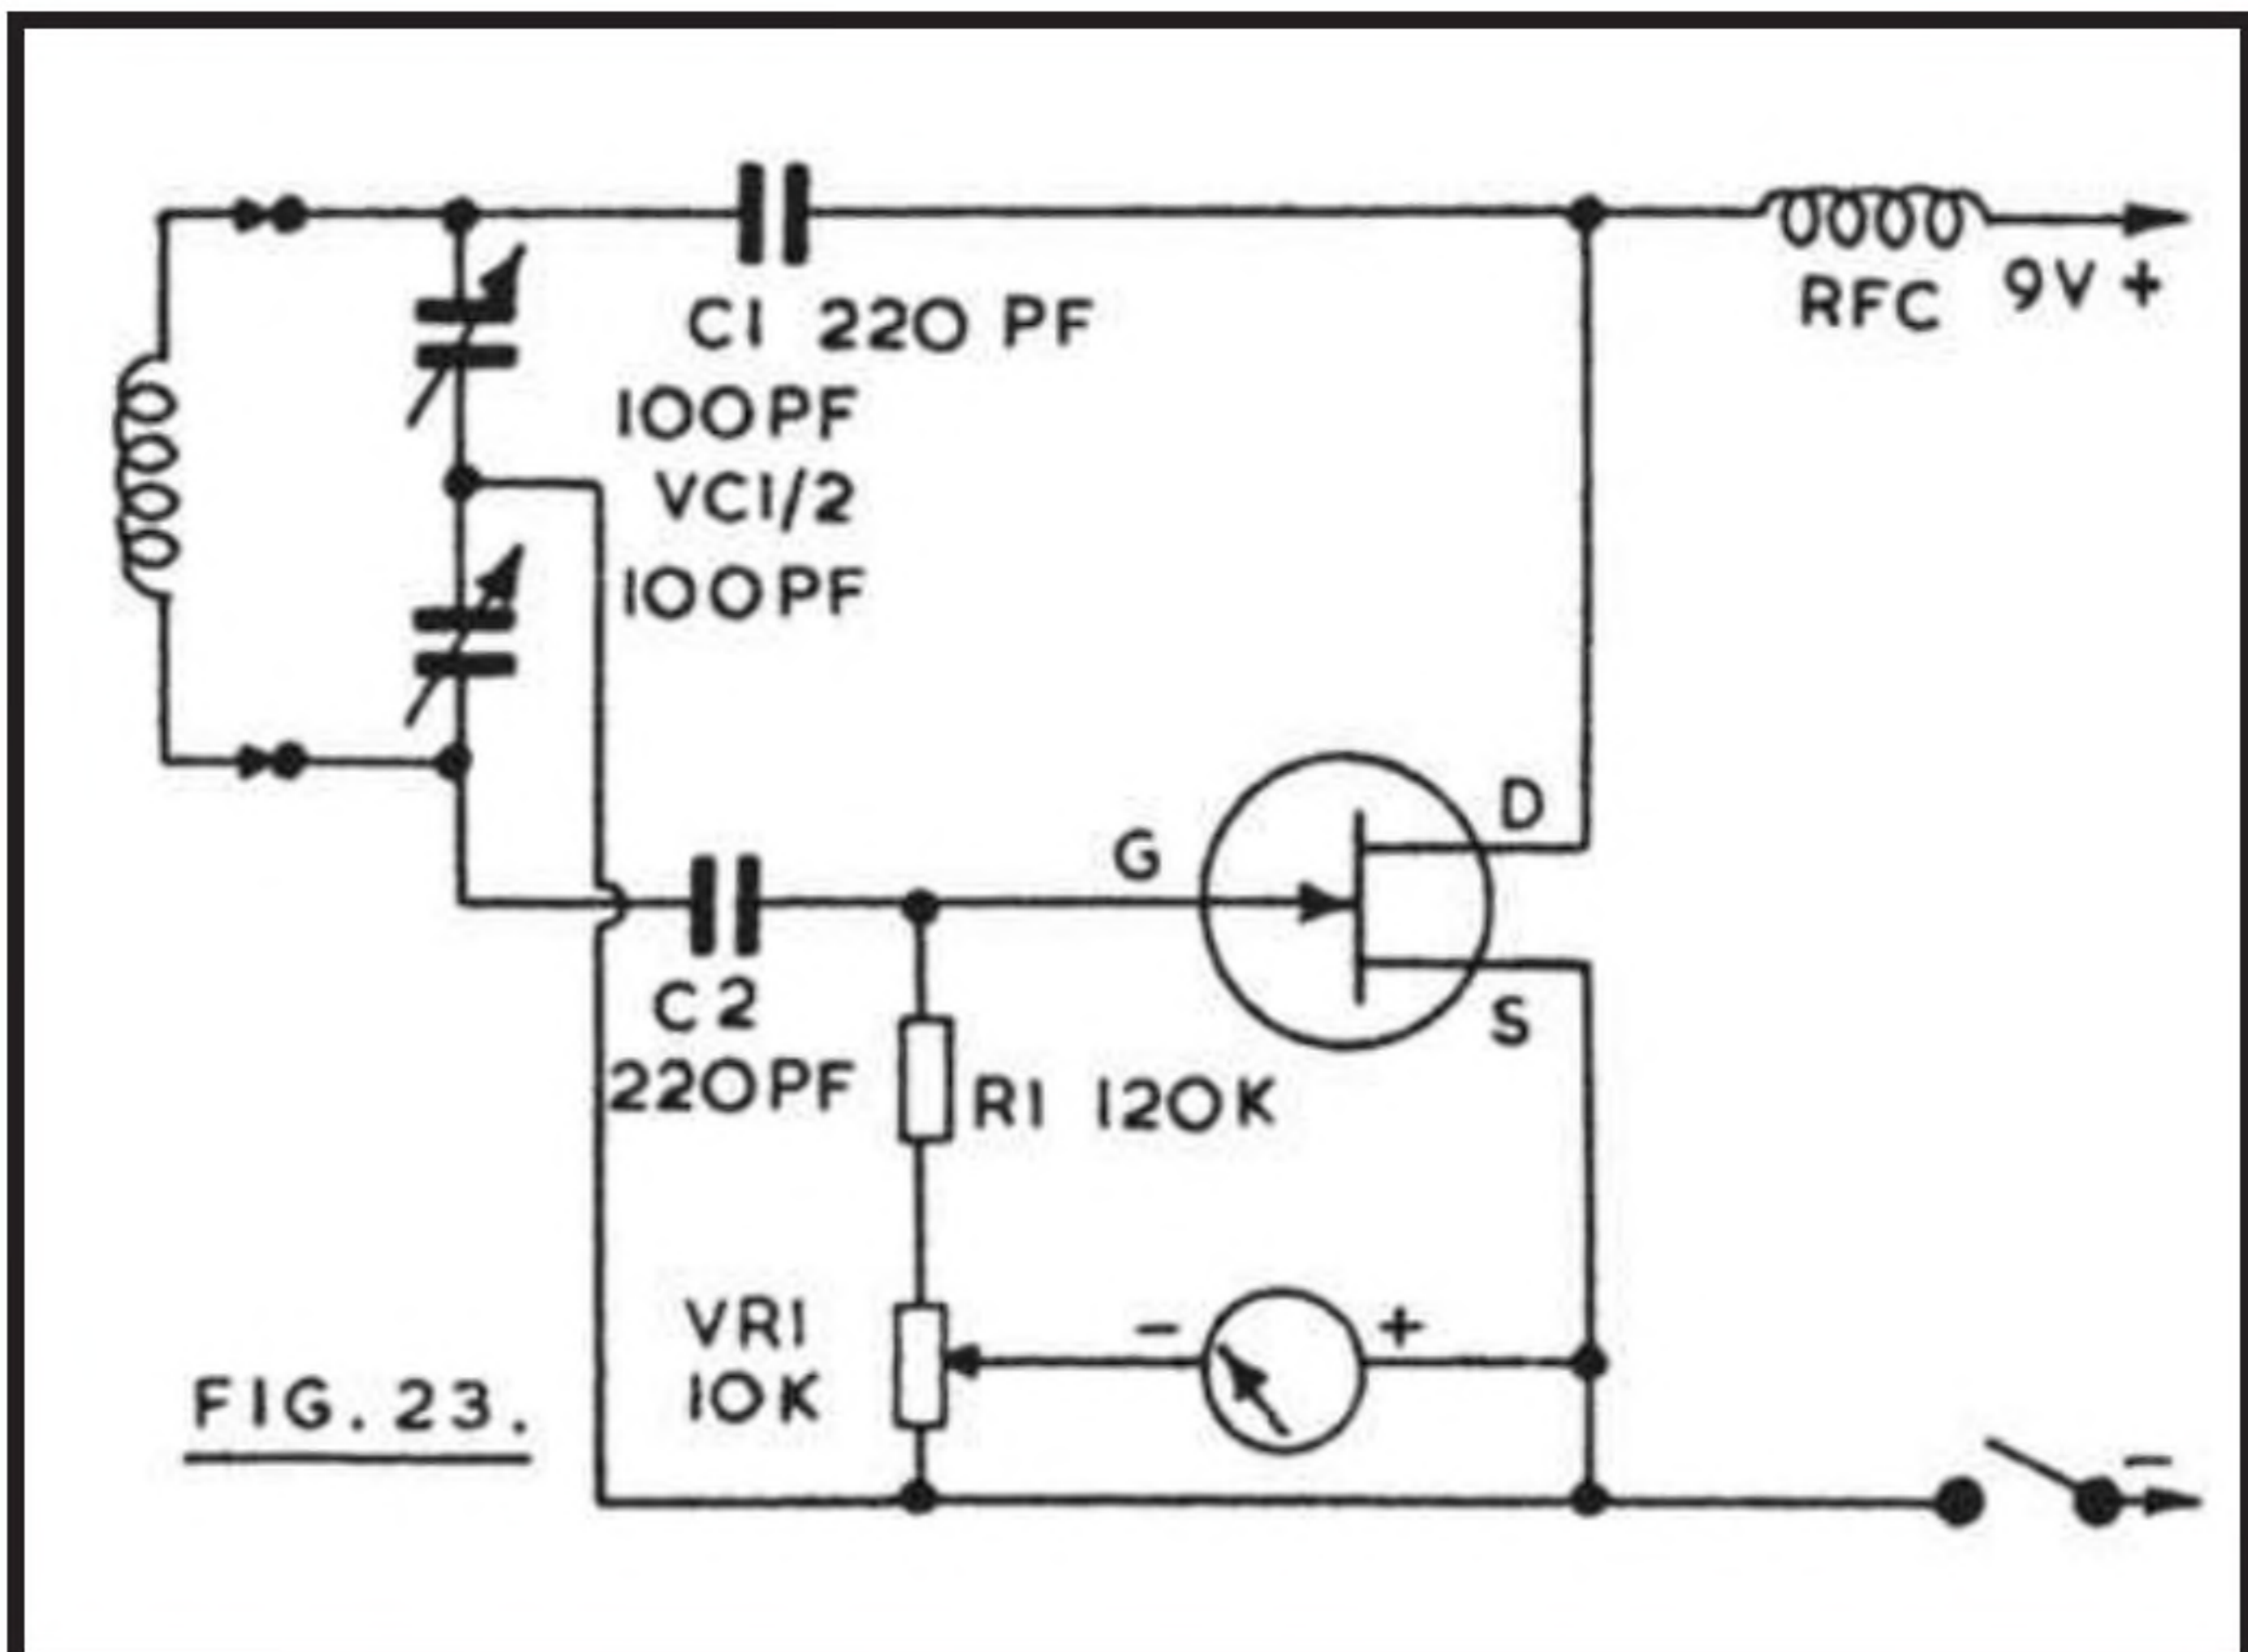 C1 220 PF
100PF
VC1/2
100PF
RFC
9V +
D
G
S
C2
220PF
R1 120K
VR1
10K
- +
-
FIG. 23.